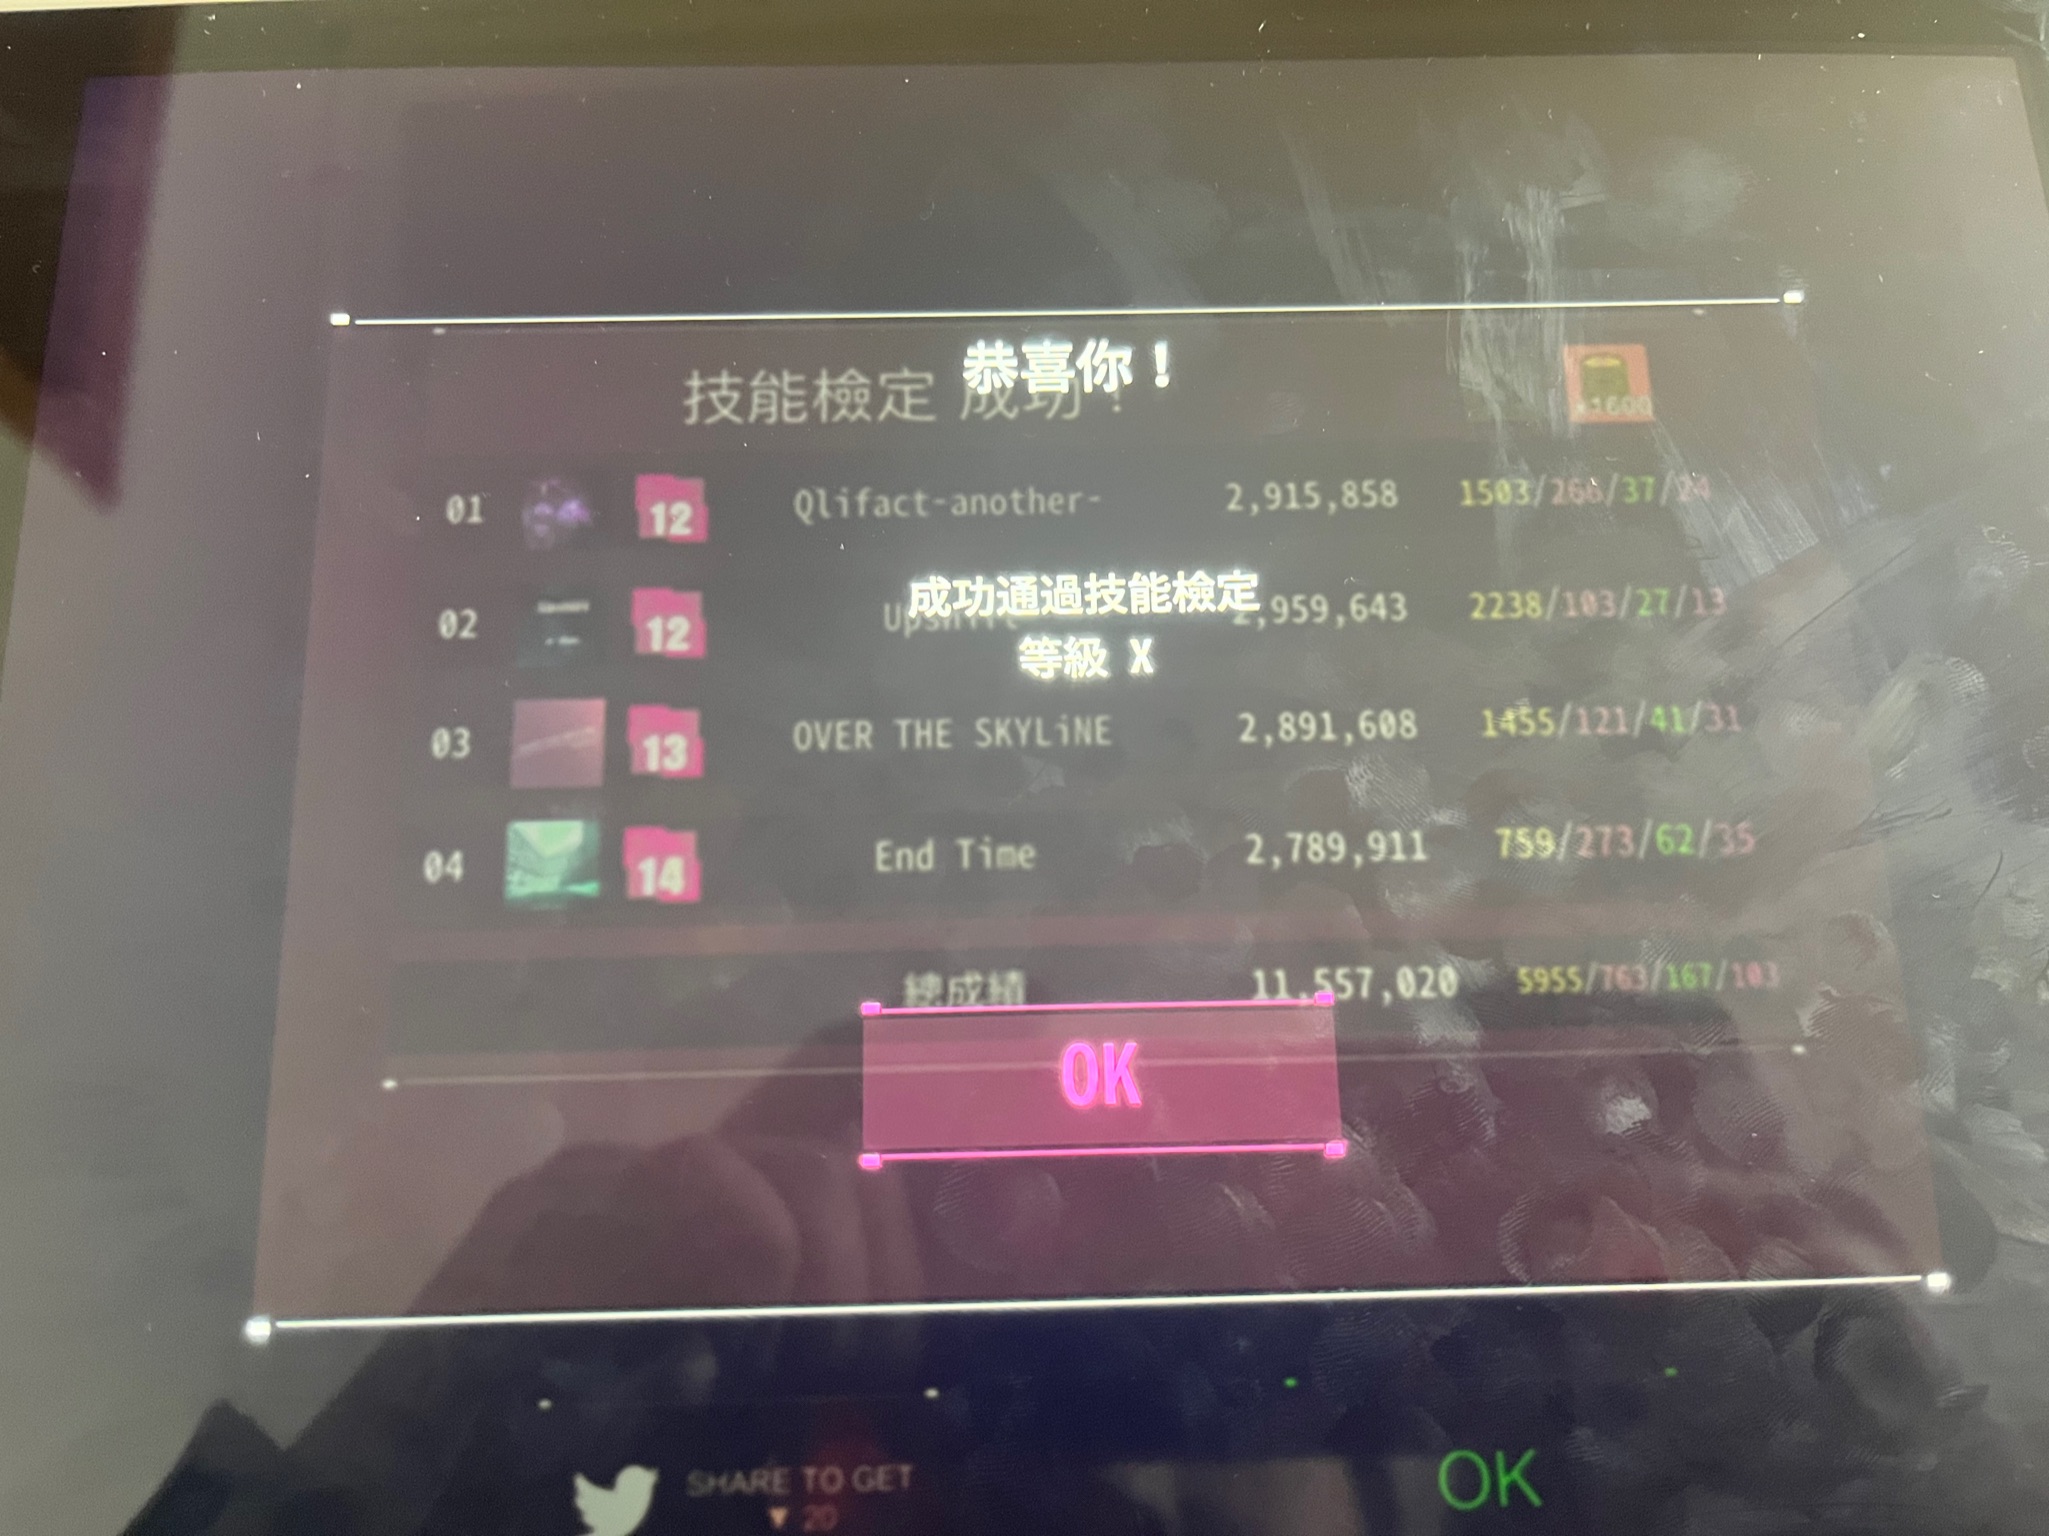 恭喜你！
技能檢定 成功！
x1600
01 12 Qlifact-another- 2,915,858 1503/266/37/24
成功通過技能檢定
02 12 2,959,643 2238/103/27/13
等級 X
03 13 OVER THE SKYLiNE 2,891,608 1455/121/41/31
04 14 End Time 2,789,911 759/273/62/35
總成績 11,557,020 5955/763/167/103
OK
SHARE TO GET
20
OK